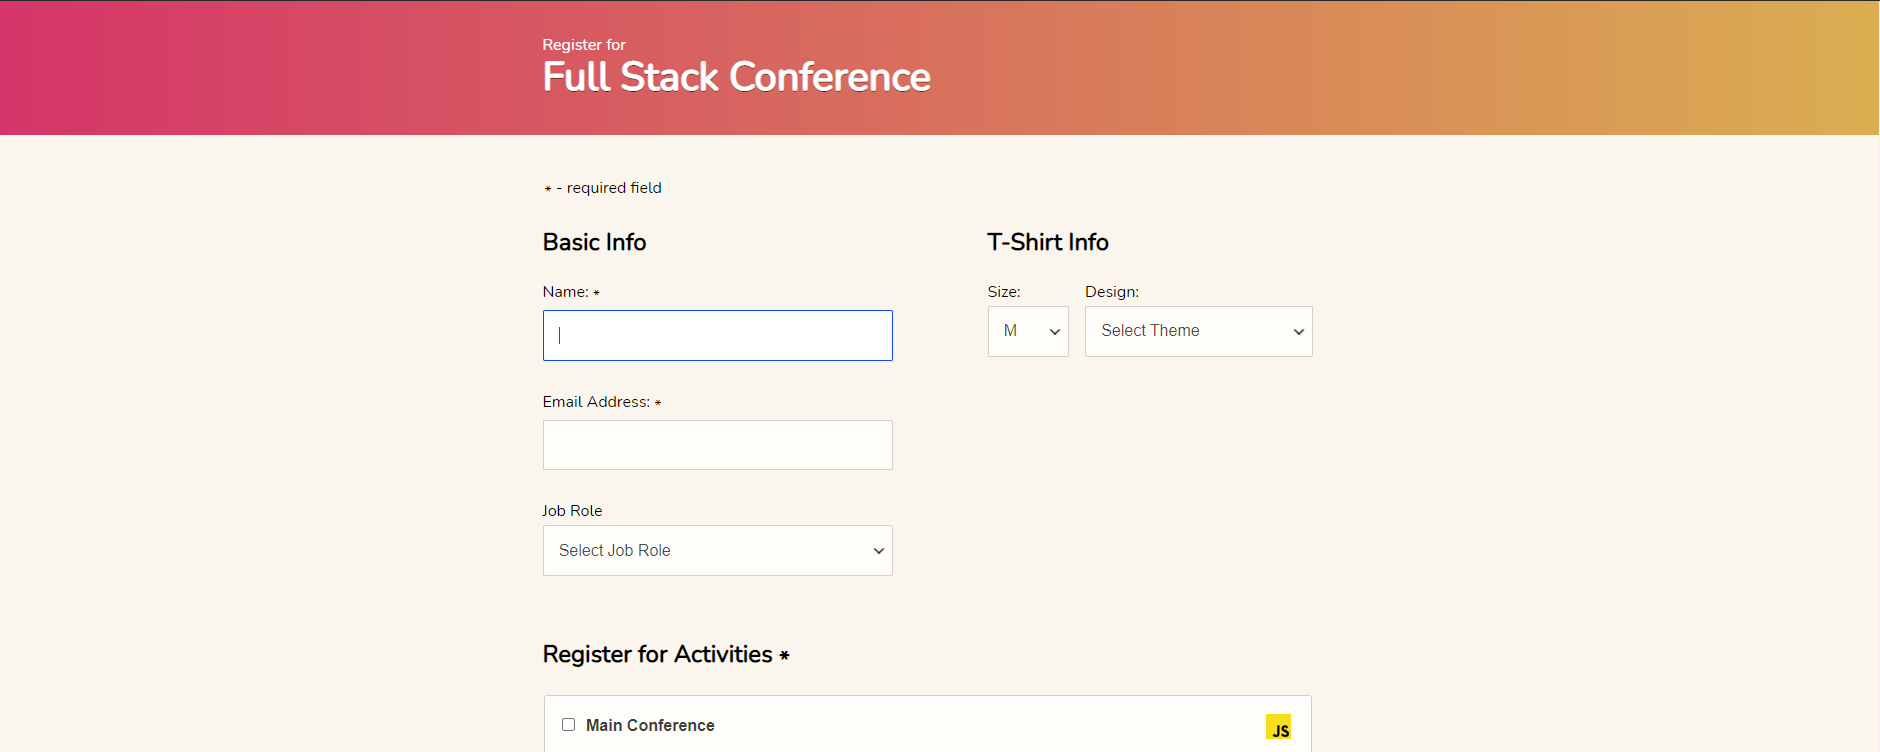 Register for
Full Stack Conference
* - required field
Basic Info
Name: *
Email Address: *
Job Role
Select Job Role
T-Shirt Info
Size:
M
Design:
Select Theme
Register for Activities *
Main Conference
JS